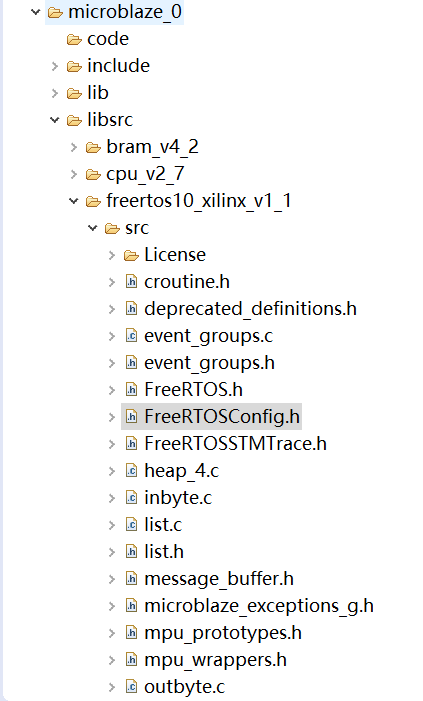 microblaze_0
code
include
lib
libsrc
bram_v4_2
cpu_v2_7
freertos10_xilinx_v1_1
src
License
croutine.h
deprecated_definitions.h
event_groups.c
event_groups.h
FreeRTOS.h
FreeRTOSConfig.h
FreeRTOSSTMTrace.h
heap_4.c
inbyte.c
list.c
list.h
message_buffer.h
microblaze_exceptions_g.h
mpu_prototypes.h
mpu_wrappers.h
outbyte.c